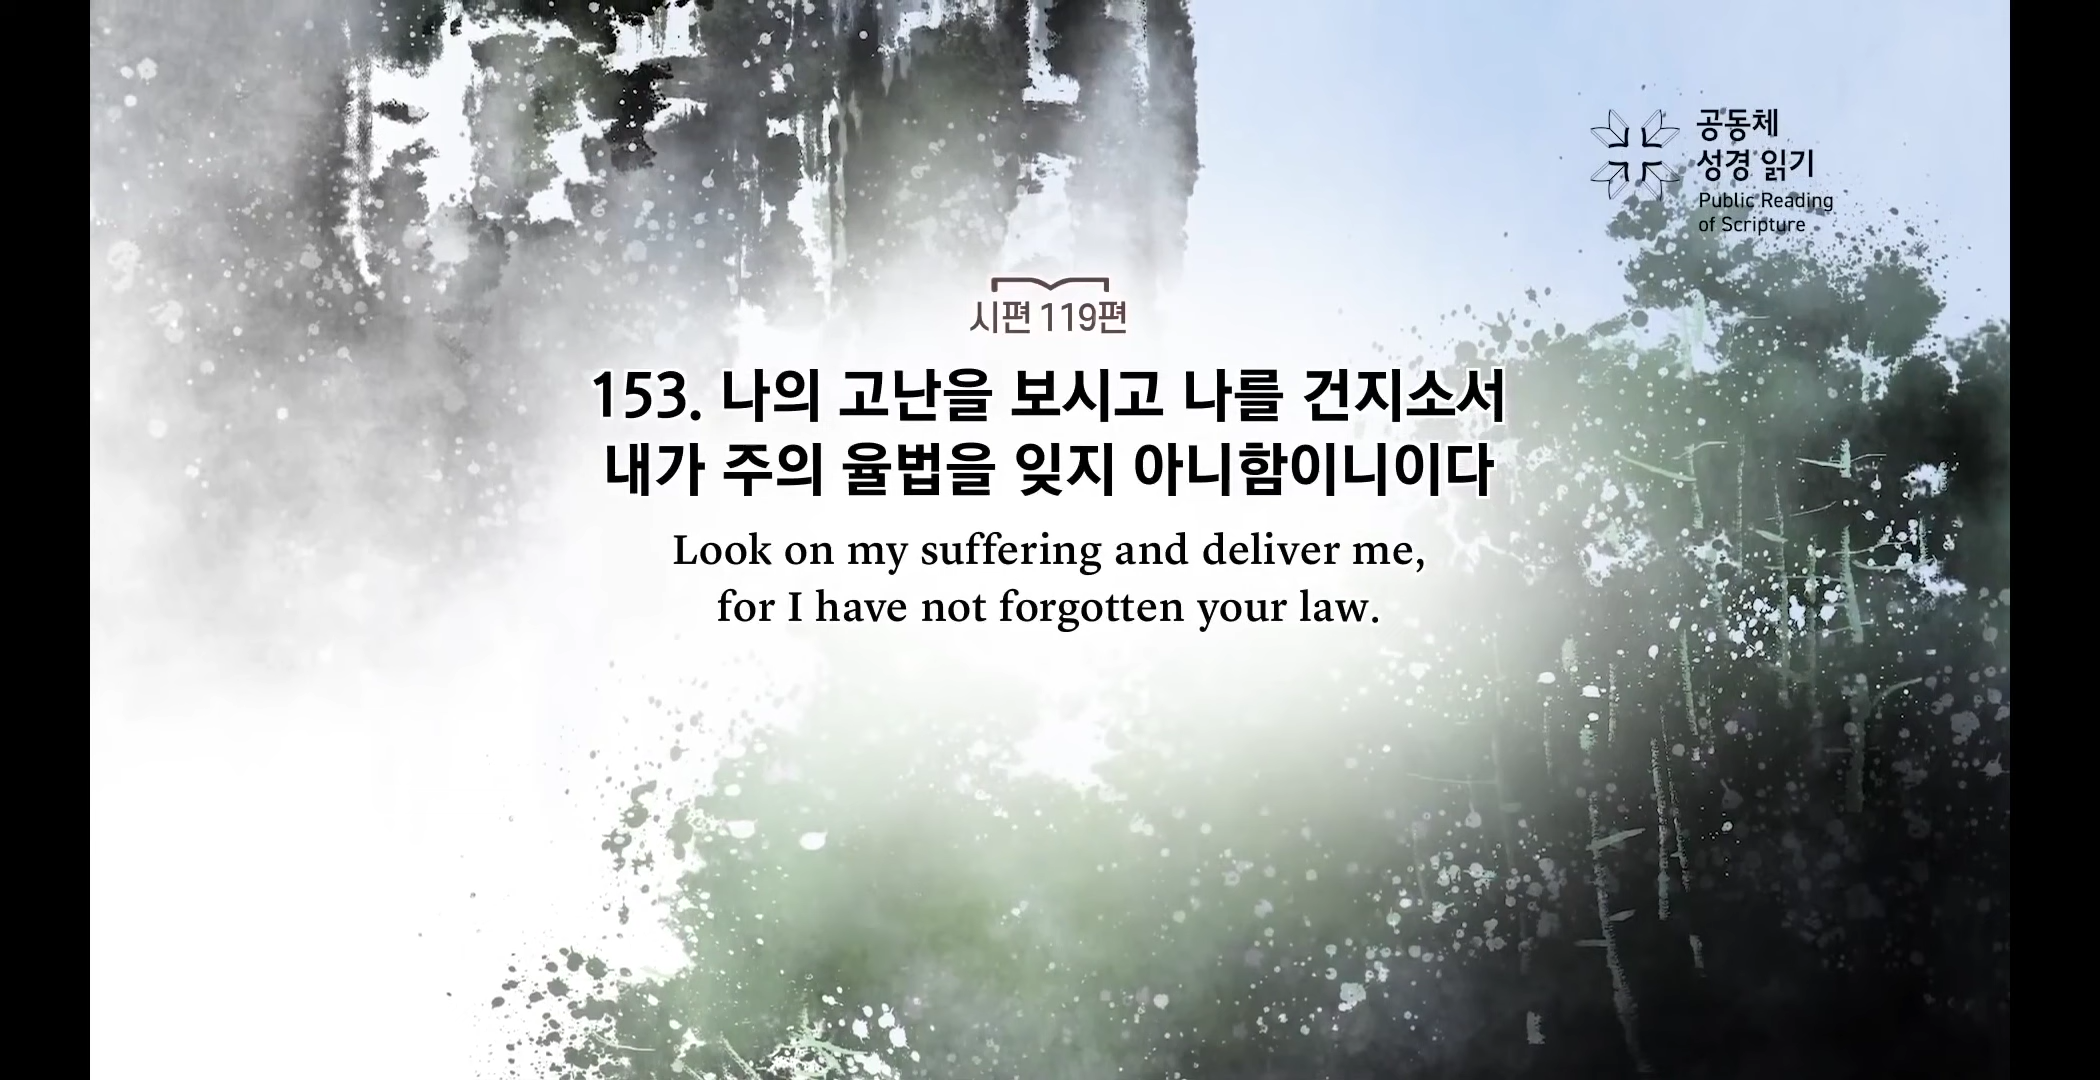 공동체
성경 읽기
Public Reading
of Scripture
시편 119편
153. 나의 고난을 보시고 나를 건지소서
내가 주의 율법을 잊지 아니함이니이다
Look on my suffering and deliver me,
for I have not forgotten your law.